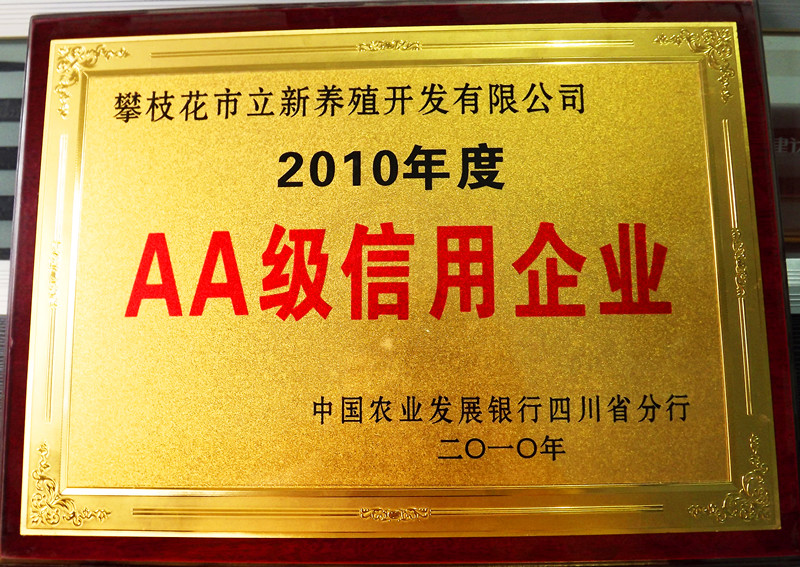 攀枝花市立新养殖开发有限公司
2010年度
AA级信用企业
中国农业发展银行四川省分行
二〇一〇年